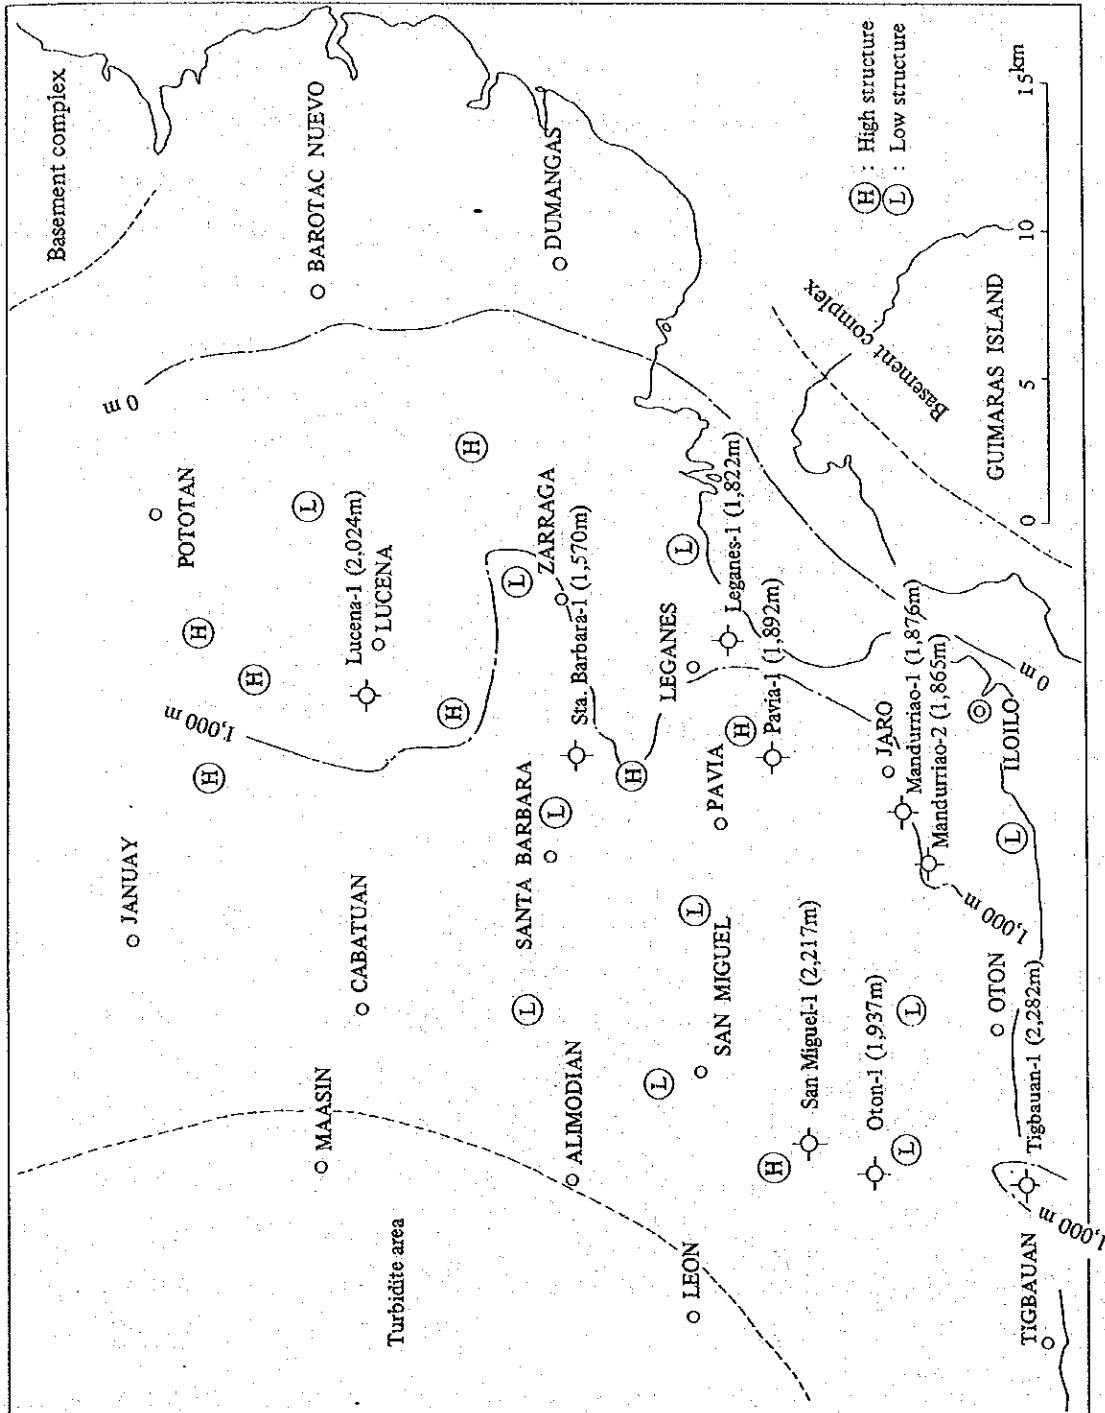 Basement complex
BAROTAC NUEVO
DUMANGAS
Ⓗ : High structure
Ⓛ : Low structure
0 m
POTOTAN
Ⓗ
Ⓛ
Ⓗ
Ⓗ
Lucena-1 (2,024m)
LUCENA
Ⓗ
1,000 m
Ⓗ
ZARRAGA
Ⓛ
Sta. Barbara-1 (1,570m)
Ⓛ
LEGANES
Leganes-1 (1,822m)
Basement complex
GUIMARAS ISLAND
0
5
10
15km
JANUAY
CABATUAN
SANTA BARBARA
Ⓛ
Ⓗ
PAVIA
Ⓗ
Pavia-1 (1,892m)
JARO
Mandurriao-1 (1,876m)
Mandurriao-2 (1,865m)
0 m
ILOILO
Ⓛ
1,000 m
MAASIN
ALIMODIAN
Ⓛ
Ⓛ
Ⓛ
SAN MIGUEL
San Miguel-1 (2,217m)
Ⓗ
Oton-1 (1,937m)
Ⓛ
Ⓛ
OTON
Tigbauan-1 (2,282m)
Turbidite area
LEON
TIGBAUAN
1,000 m